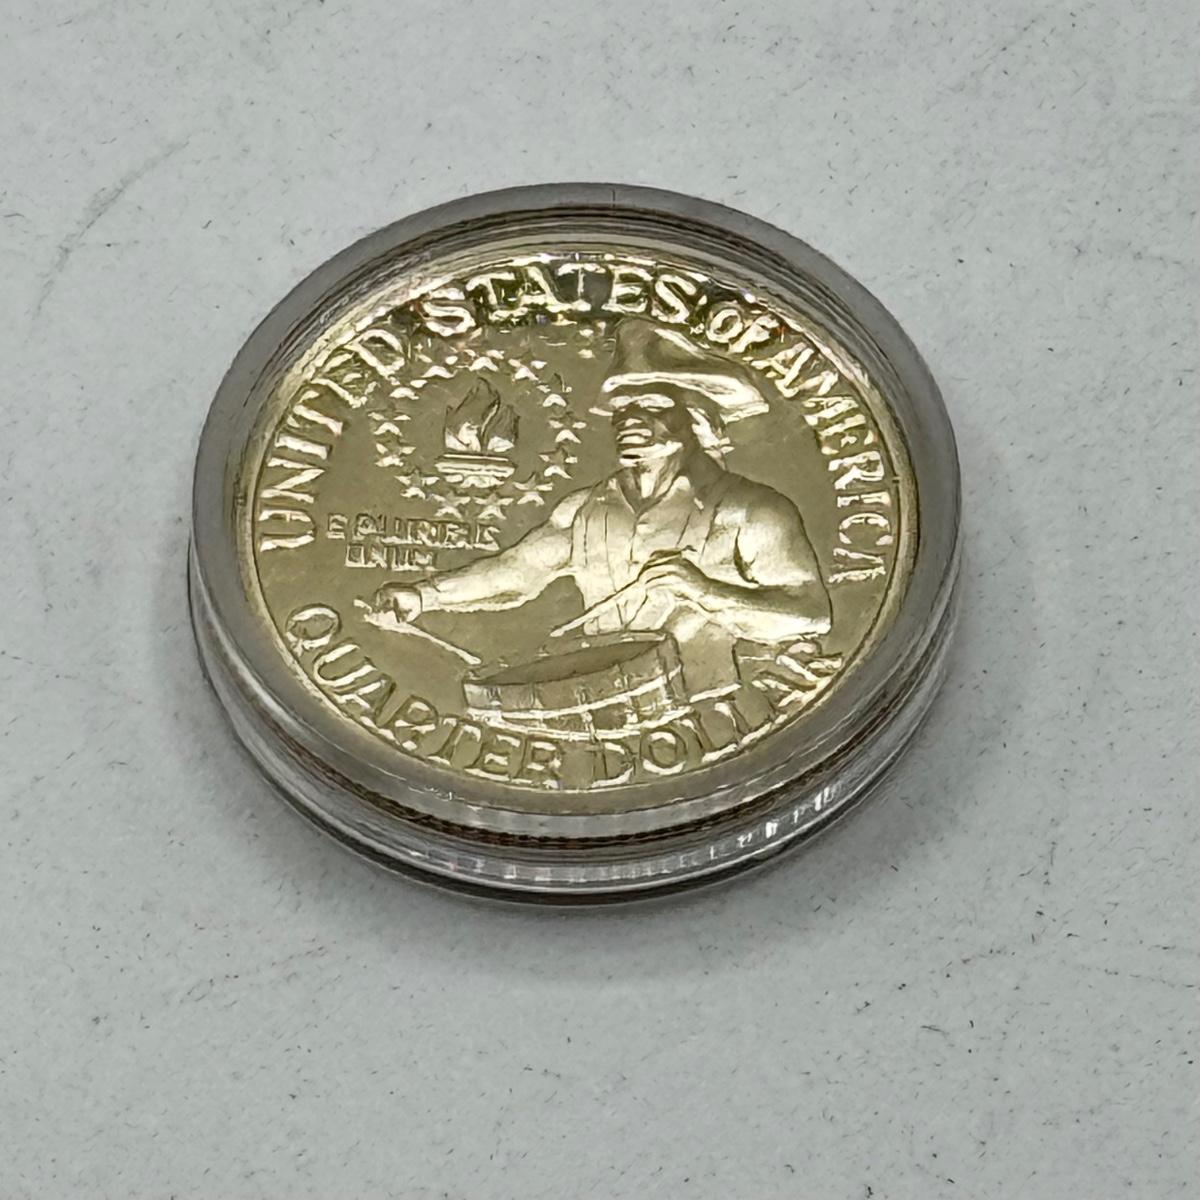 UNITED STATES OF AMERICA
E PLURIBUS
UNUM
QUARTER DOLLAR